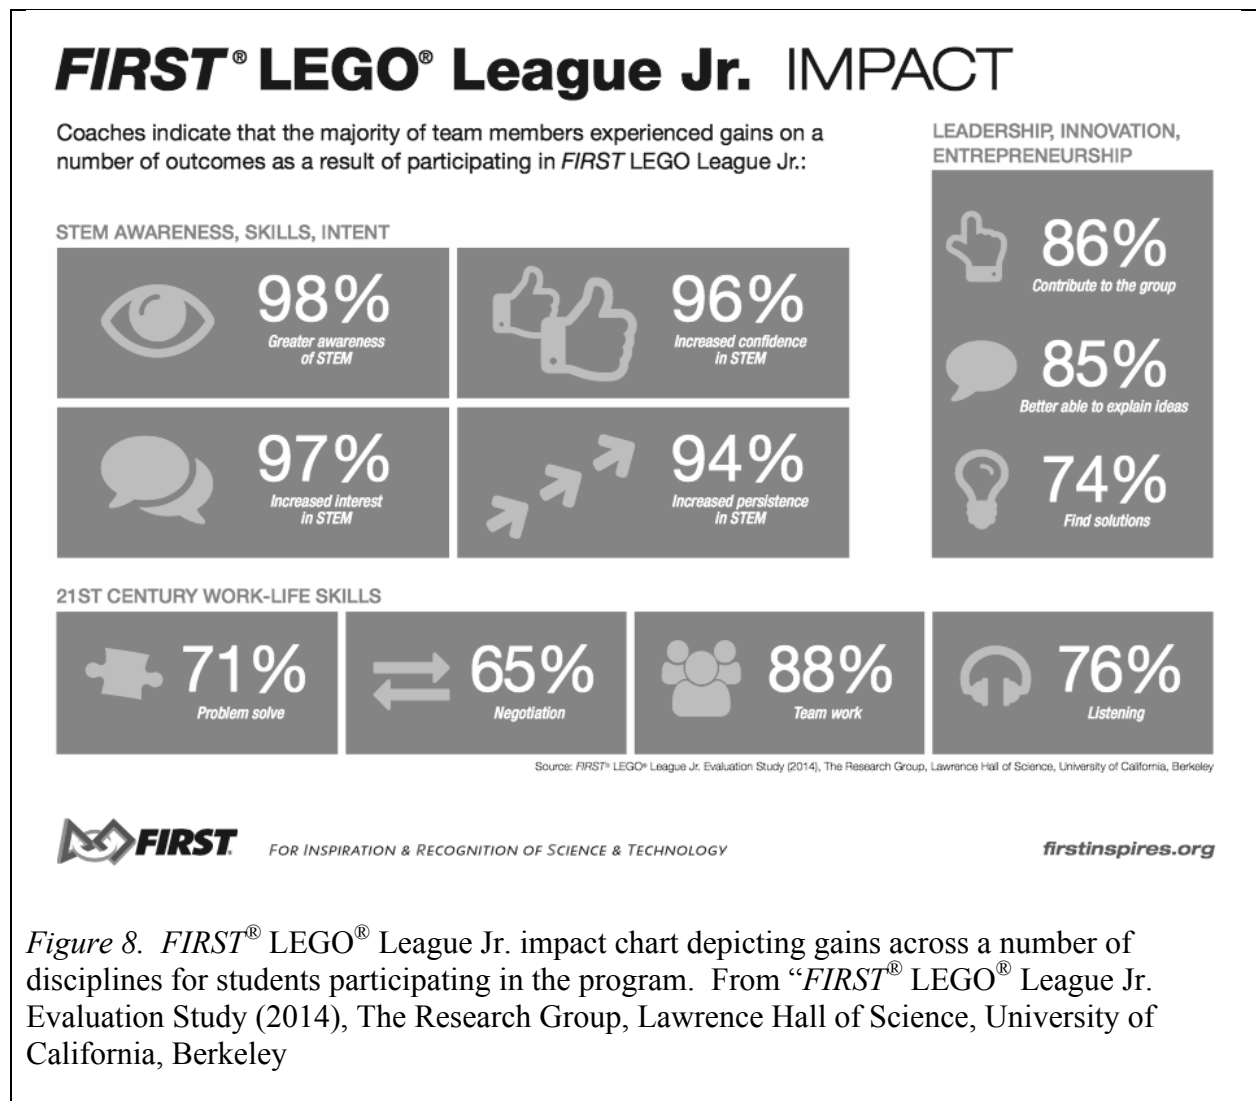 FIRST® LEGO® League Jr. IMPACT
Coaches indicate that the majority of team members experienced gains on a
number of outcomes as a result of participating in FIRST LEGO League Jr.:
STEM AWARENESS, SKILLS, INTENT
98%
Greater awareness
of STEM
96%
Increased confidence
in STEM
97%
Increased interest
in STEM
94%
Increased persistence
in STEM
LEADERSHIP, INNOVATION,
ENTREPRENEURSHIP
86%
Contribute to the group
85%
Better able to explain ideas
74%
Find solutions
21ST CENTURY WORK-LIFE SKILLS
71%
Problem solve
65%
Negotiation
88%
Team work
76%
Listening
Source: FIRST® LEGO® League Jr. Evaluation Study (2014), The Research Group, Lawrence Hall of Science, University of California, Berkeley
FIRST
FOR INSPIRATION & RECOGNITION OF SCIENCE & TECHNOLOGY
firstinspires.org
Figure 8. FIRST® LEGO® League Jr. impact chart depicting gains across a number of
disciplines for students participating in the program. From “FIRST® LEGO® League Jr.
Evaluation Study (2014), The Research Group, Lawrence Hall of Science, University of
California, Berkeley